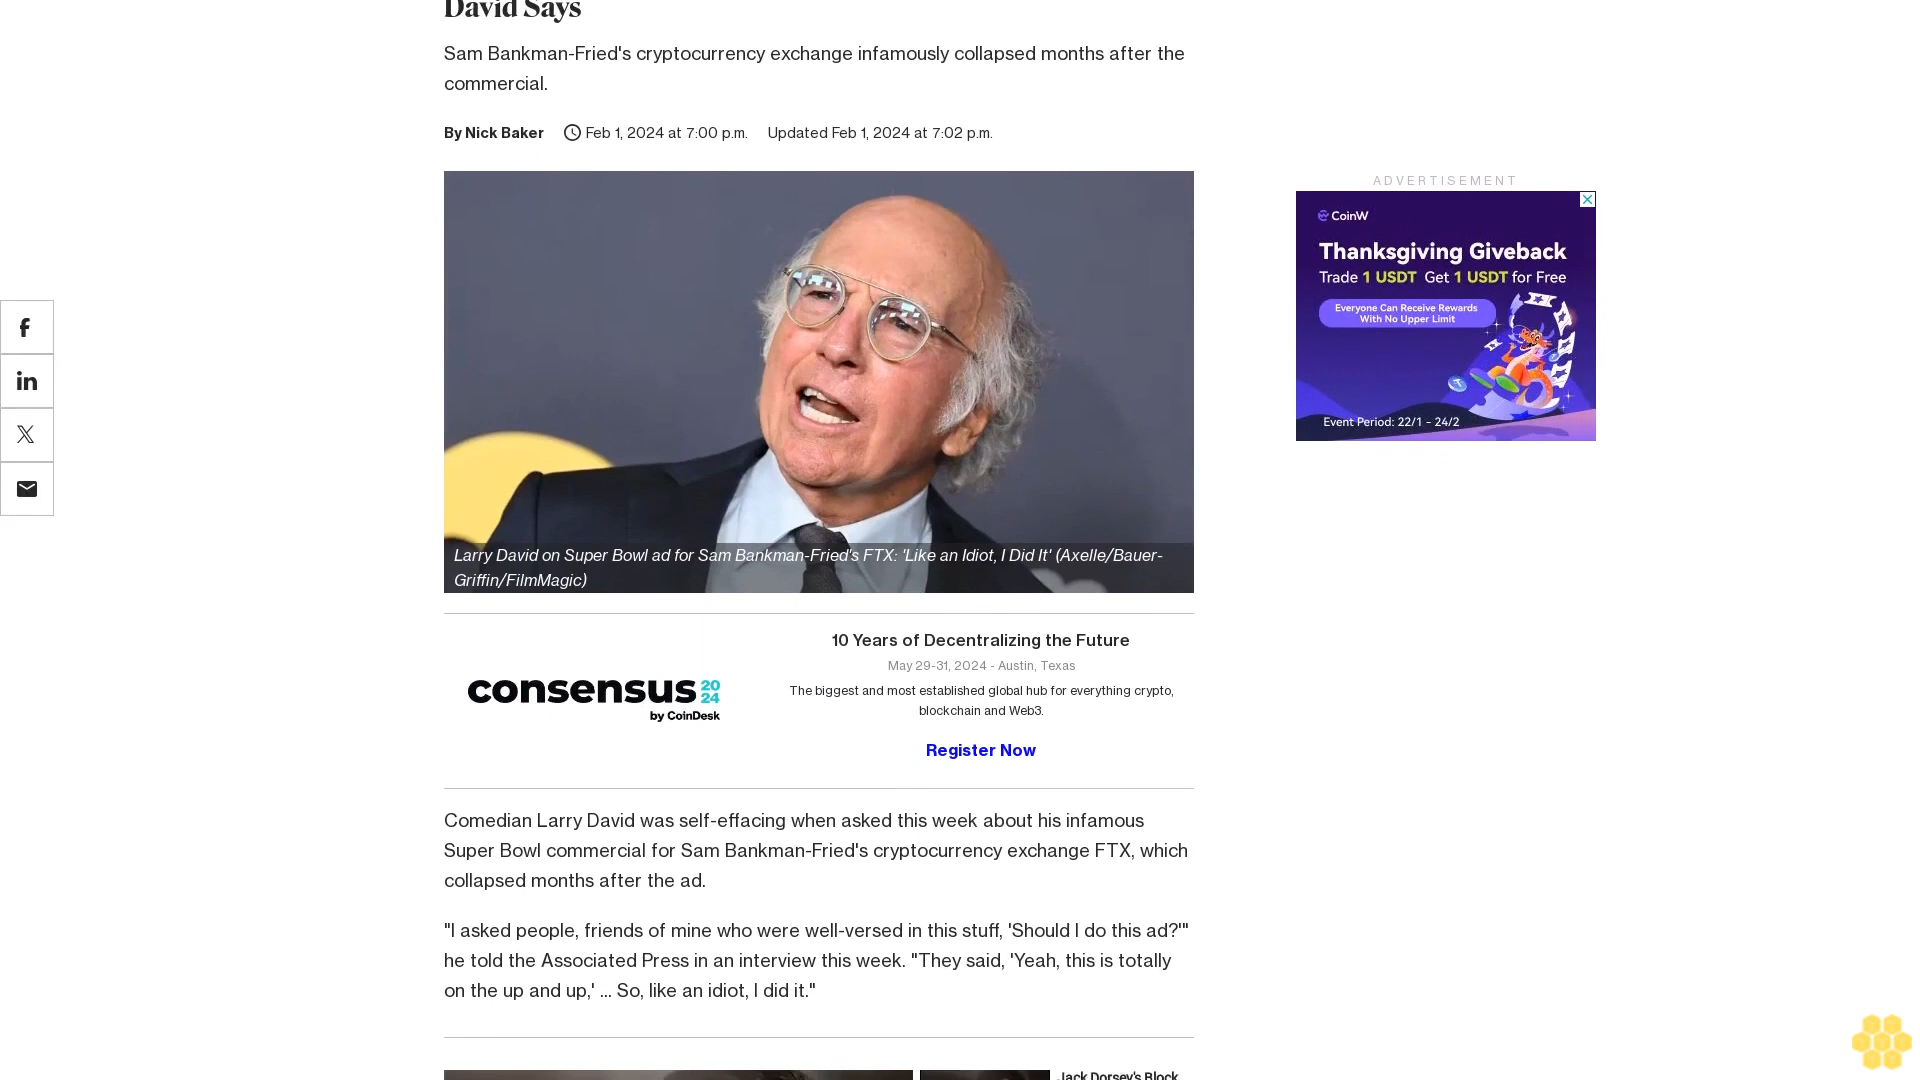 David Says
Sam Bankman-Fried's cryptocurrency exchange infamously collapsed months after the
commercial.
By Nick Baker Feb 1, 2024 at 7:00 p.m. Updated Feb 1, 2024 at 7:02 p.m.
Larry David on Super Bowl ad for Sam Bankman-Fried's FTX: 'Like an Idiot, I Did It' (Axelle/Bauer-
Griffin/FilmMagic)
ADVERTISEMENT
CoinW
Thanksgiving Giveback
Trade 1 USDT Get 1 USDT for Free
Everyone Can Receive Rewards
With No Upper Limit
Event Period: 22/1 - 24/2
consensus 2024
by CoinDesk
10 Years of Decentralizing the Future
May 29-31, 2024 - Austin, Texas
The biggest and most established global hub for everything crypto,
blockchain and Web3.
Register Now
Comedian Larry David was self-effacing when asked this week about his infamous
Super Bowl commercial for Sam Bankman-Fried's cryptocurrency exchange FTX, which
collapsed months after the ad.
"I asked people, friends of mine who were well-versed in this stuff, 'Should I do this ad?'"
he told the Associated Press in an interview this week. "They said, 'Yeah, this is totally
on the up and up,' ... So, like an idiot, I did it."
Jack Dorsey's Block